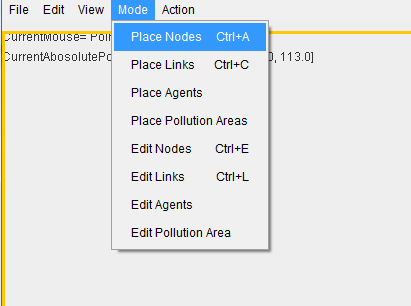 File Edit View Mode Action
CurrentMouse= Poin
CurrentAbosolutePo 0, 113.0]
Place Nodes Ctrl+A
Place Links Ctrl+C
Place Agents
Place Pollution Areas
Edit Nodes Ctrl+E
Edit Links Ctrl+L
Edit Agents
Edit Pollution Area